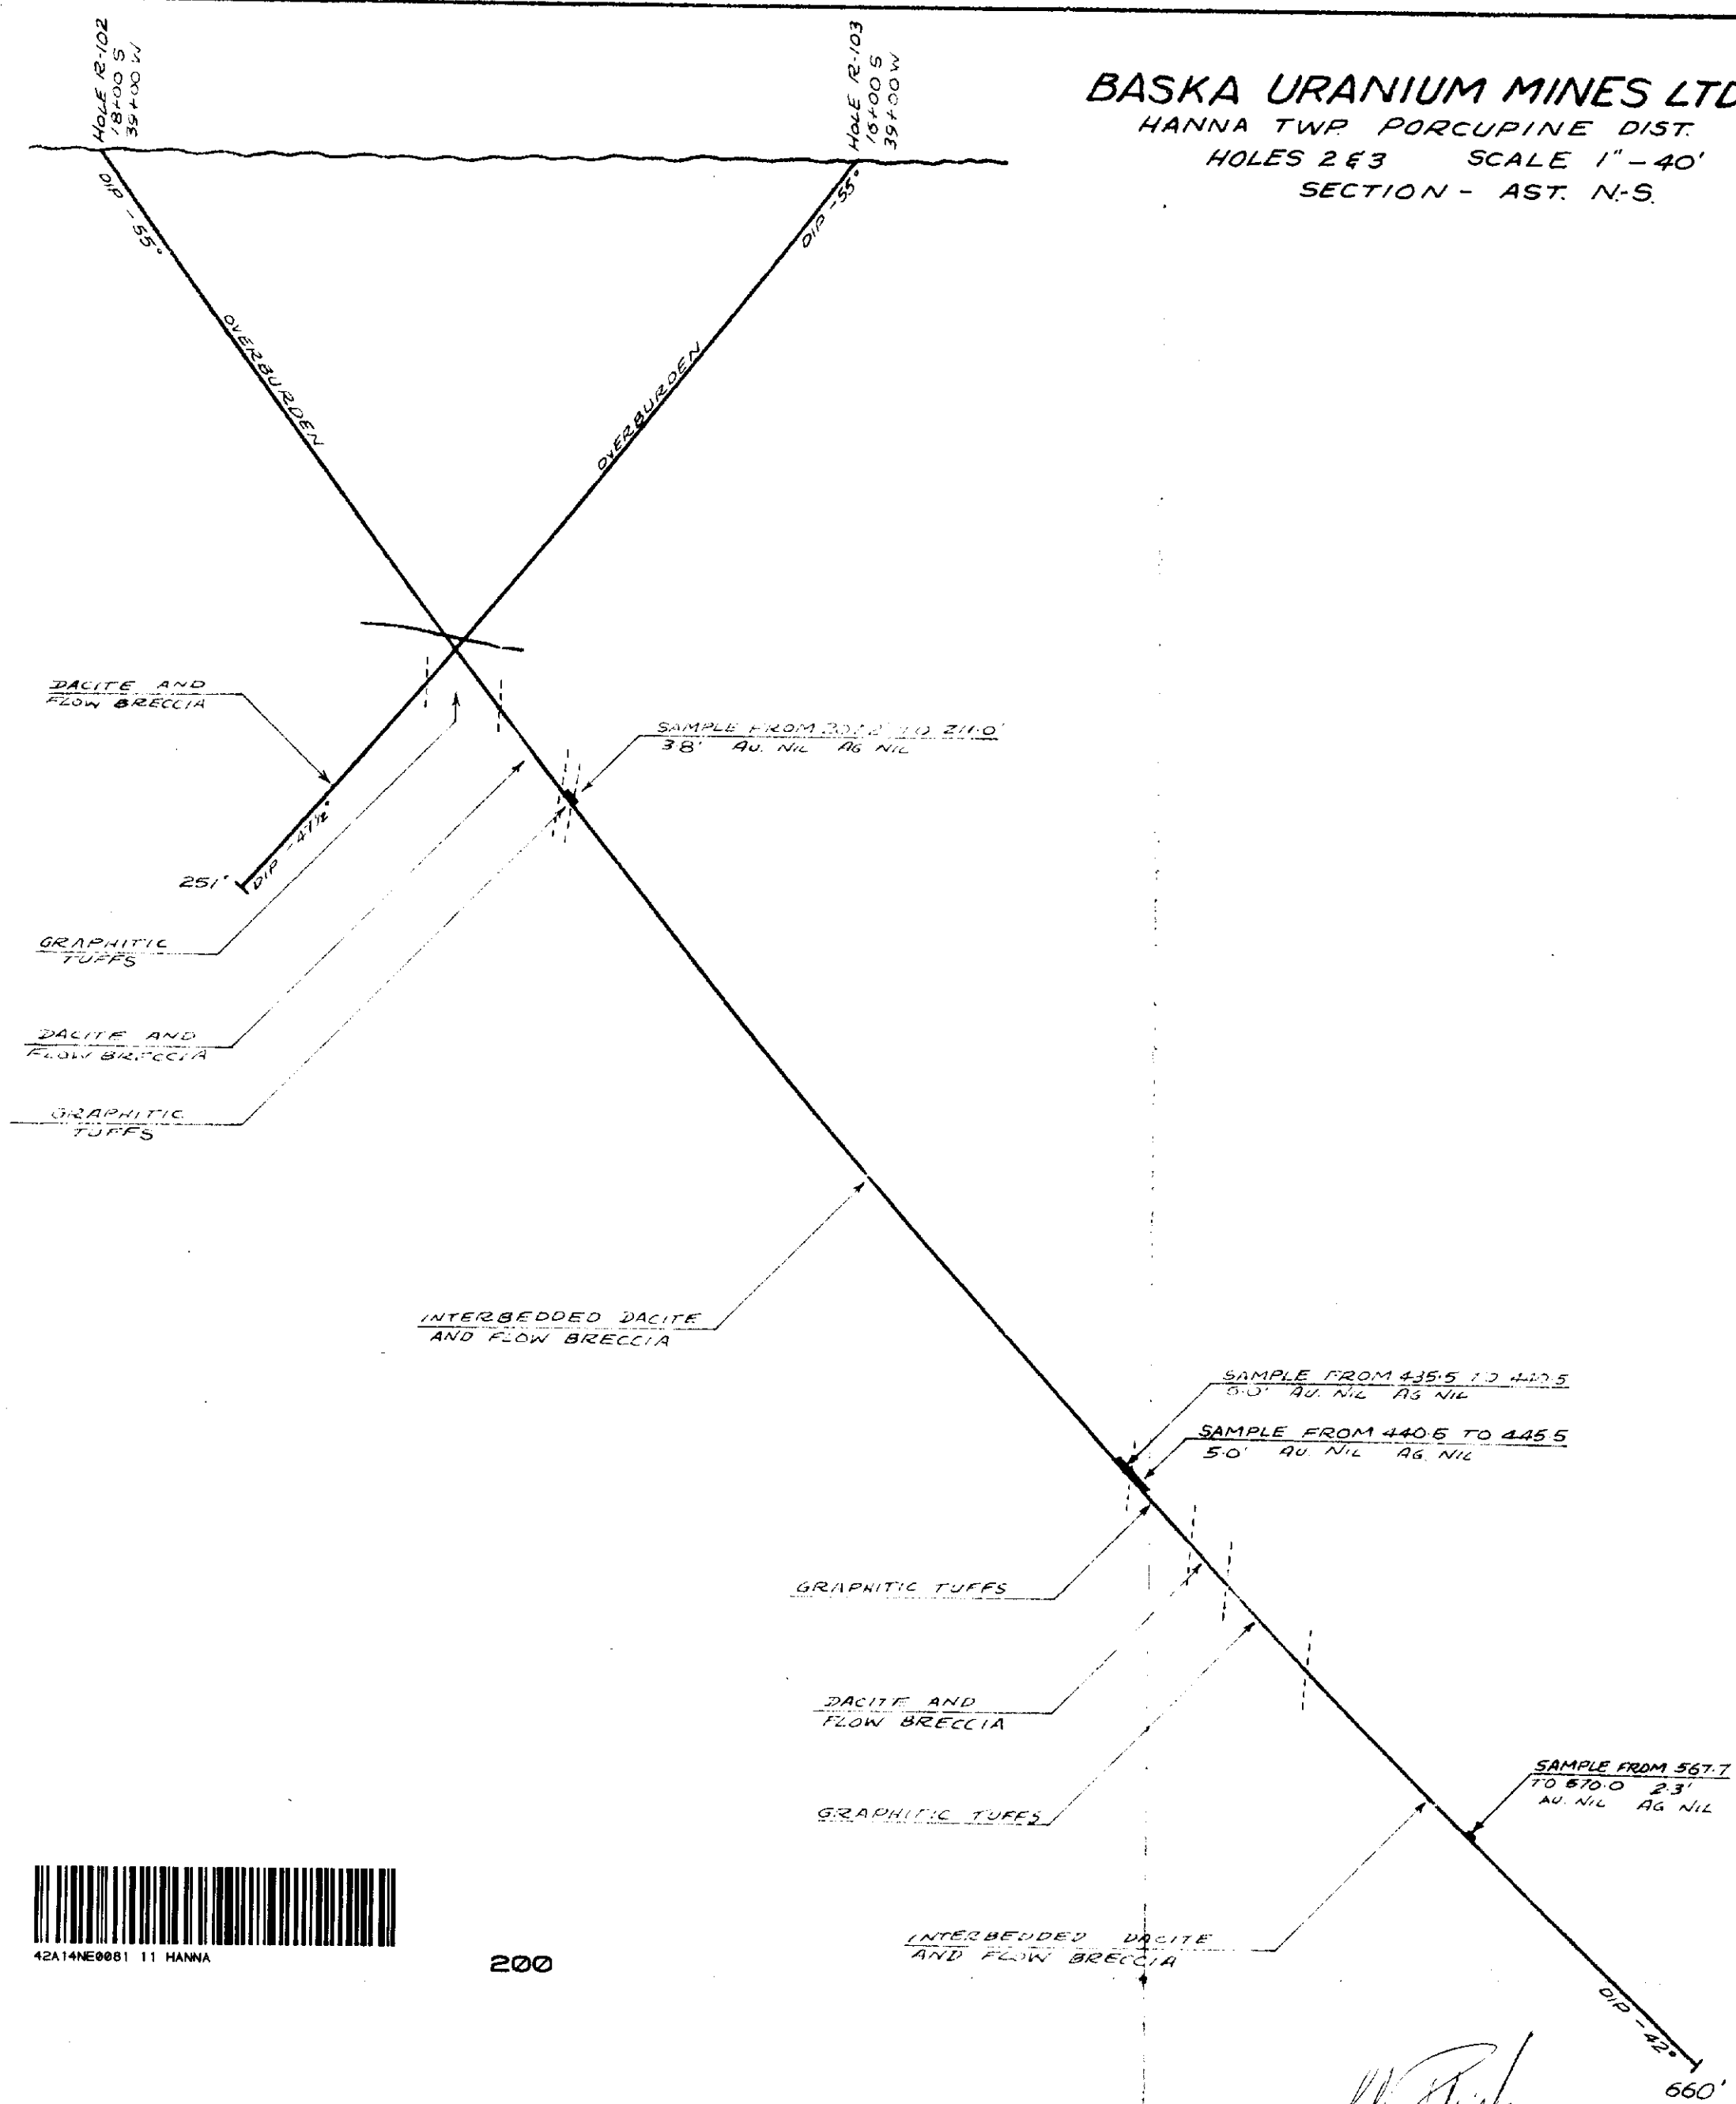 HOLE R-102
18+00 S
39+00 W
HOLE R-103
16+00 S
39+00 W
BASKA URANIUM MINES LTD
HANNA TWP. PORCUPINE DIST.
HOLES 2 & 3 SCALE 1" - 40'
SECTION - AST. N.-S.
DIP - 55°
DIP - 55°
OVERBURDEN
OVERBURDEN
DACITE AND
FLOW BRECCIA
SAMPLE FROM TO 211.0'
3.8' AU. NIL AG NIL
DIP - 47½°
251'
GRAPHITIC
TUFFS
DACITE AND
FLOW BRECCIA
GRAPHITIC
TUFFS
INTERBEDDED DACITE
AND FLOW BRECCIA
SAMPLE FROM 435.5 TO 440.5
5.0' AU. NIL AG NIL
SAMPLE FROM 440.5 TO 445.5
5.0' AU. NIL AG. NIL
GRAPHITIC TUFFS
DACITE AND
FLOW BRECCIA
GRAPHITIC TUFFS
SAMPLE FROM 567.7
TO 570.0 2.3'
AU. NIL AG NIL
INTERBEDDED DACITE
AND FLOW BRECCIA
DIP - 42°
660'
42A14NE0081 11 HANNA
200